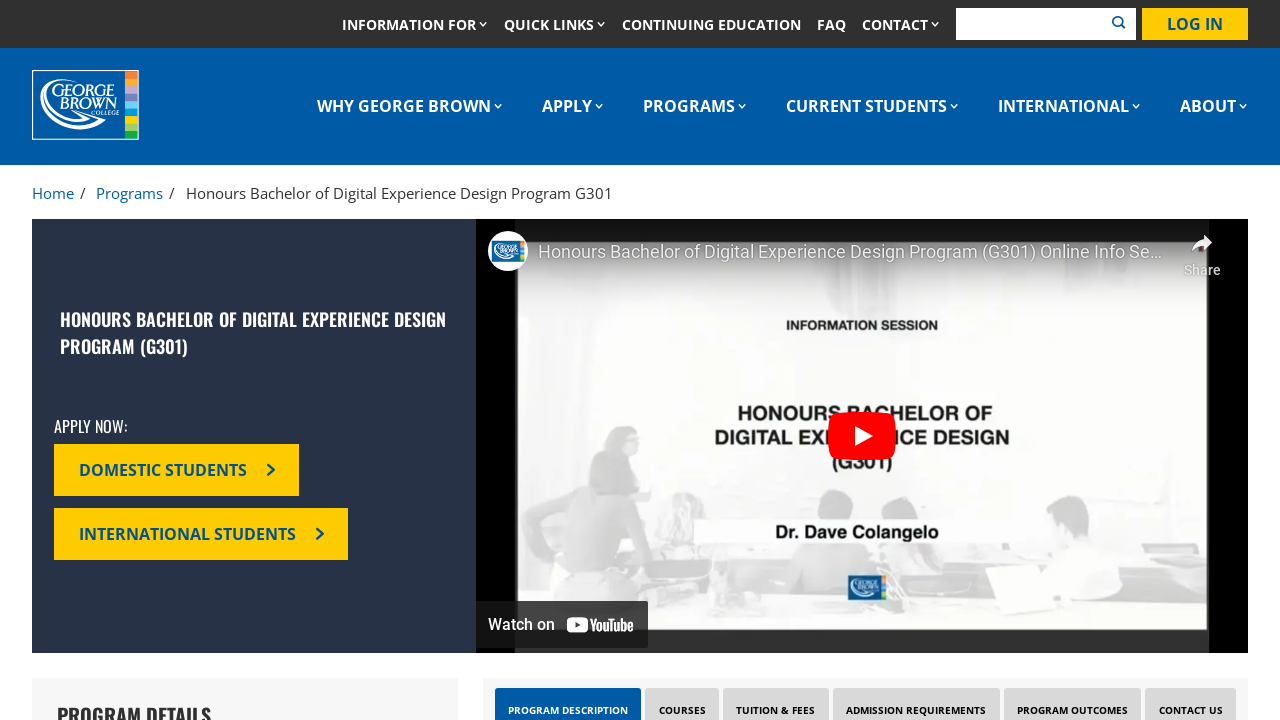 INFORMATION FOR QUICK LINKS CONTINUING EDUCATION FAQ CONTACT LOG IN
GEORGE BROWN COLLEGE
WHY GEORGE BROWN APPLY PROGRAMS CURRENT STUDENTS INTERNATIONAL ABOUT
Home / Programs / Honours Bachelor of Digital Experience Design Program G301
HONOURS BACHELOR OF DIGITAL EXPERIENCE DESIGN
PROGRAM (G301)
APPLY NOW:
DOMESTIC STUDENTS
INTERNATIONAL STUDENTS
Honours Bachelor of Digital Experience Design Program (G301) Online Info Se...
Share
INFORMATION SESSION
HONOURS BACHELOR OF
DIGITAL EXPERIENCE DESIGN
(G301)
Dr. Dave Colangelo
Watch on YouTube
PROGRAM DETAILS
PROGRAM DESCRIPTION COURSES TUITION & FEES ADMISSION REQUIREMENTS PROGRAM OUTCOMES CONTACT US